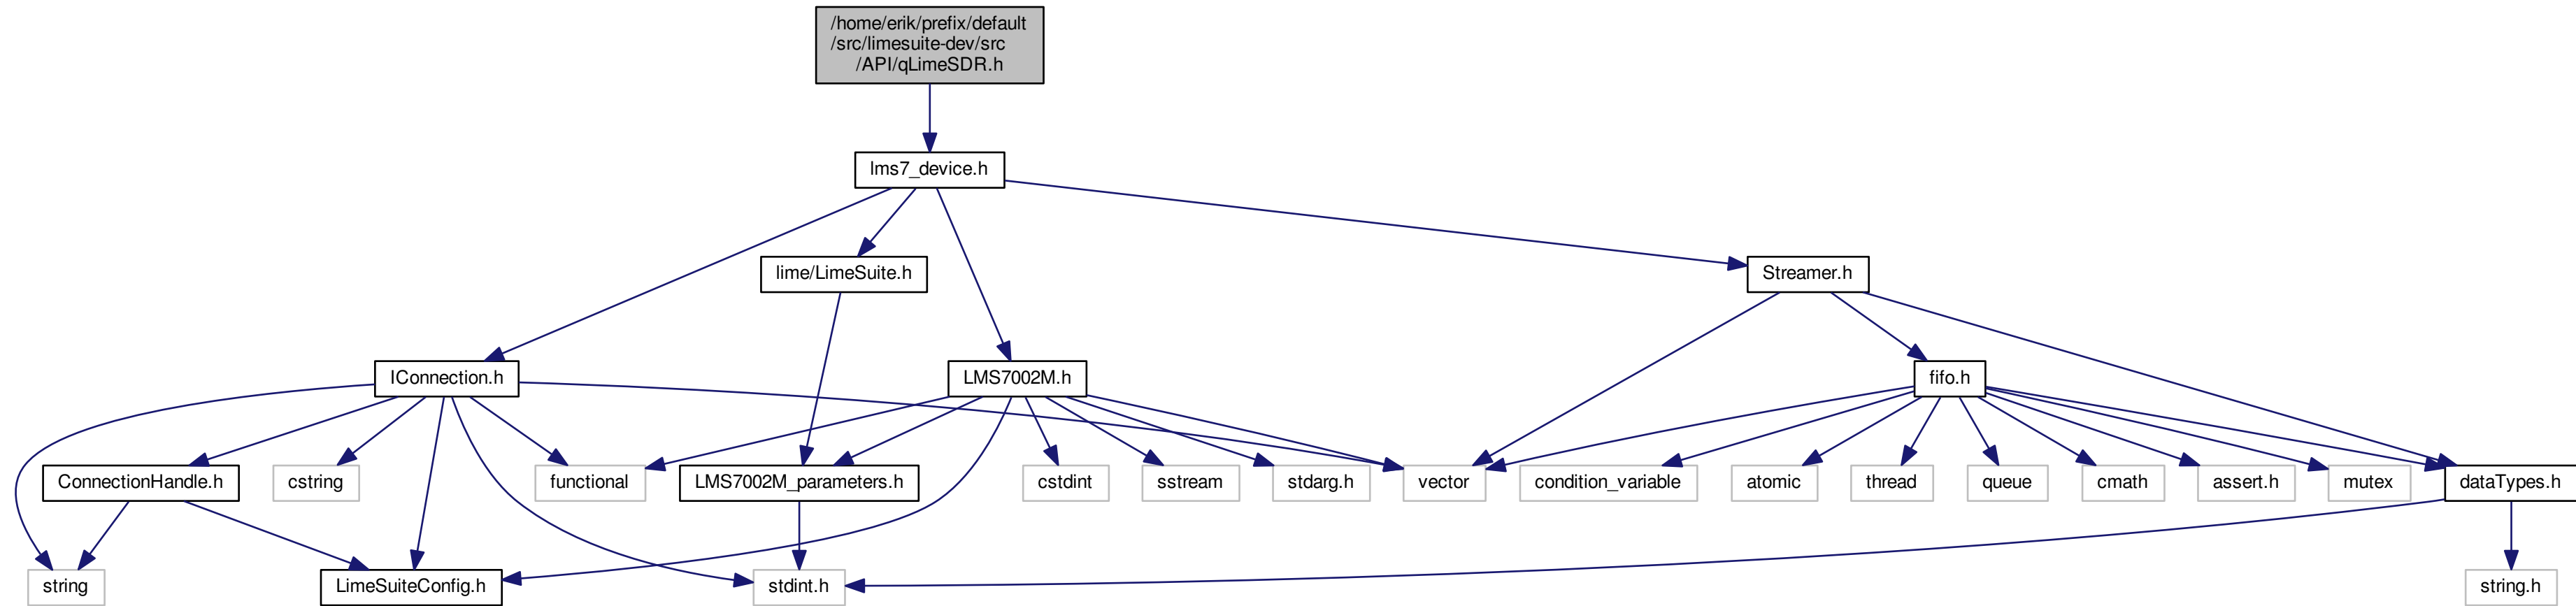 /home/erik/prefix/default
/src/limesuite-dev/src
/API/qLimeSDR.h
lms7_device.h
lime/LimeSuite.h
Streamer.h
IConnection.h
LMS7002M.h
fifo.h
ConnectionHandle.h
cstring
functional
LMS7002M_parameters.h
cstdint
sstream
stdarg.h
vector
condition_variable
atomic
thread
queue
cmath
assert.h
mutex
dataTypes.h
string
LimeSuiteConfig.h
stdint.h
string.h